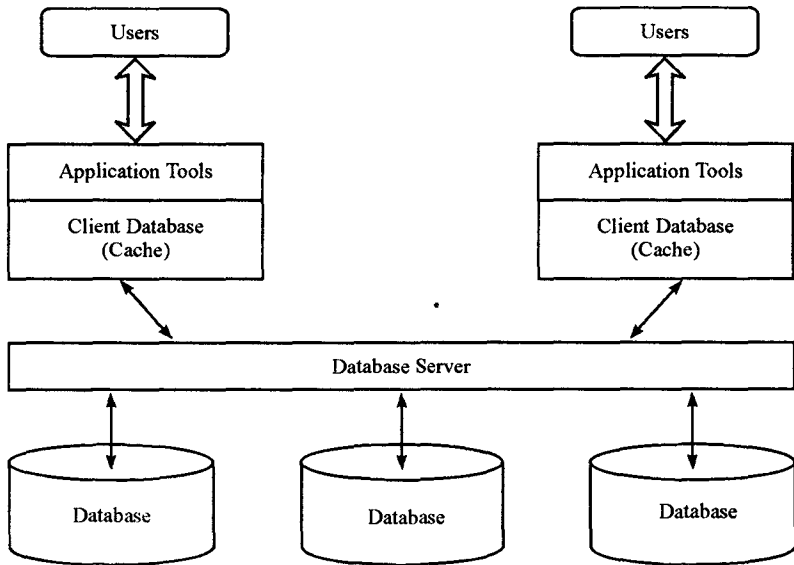 Users
Users
Application Tools
Application Tools
Client Database
(Cache)
Client Database
(Cache)
Database Server
Database
Database
Database